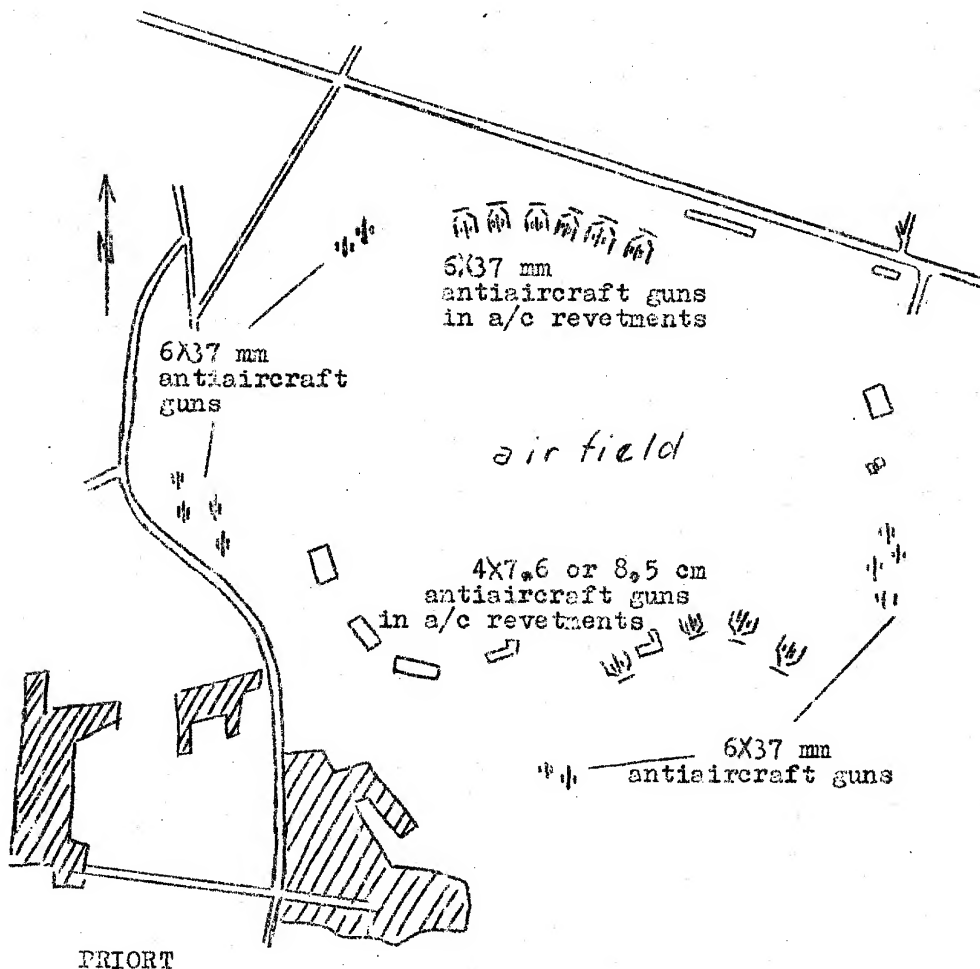 6X37 mm
antiaircraft guns
in a/c revetments
6X37 mm
antiaircraft
guns
air field
4X7.6 or 8.5 cm
antiaircraft guns
in a/c revetments
6X37 mm
antiaircraft guns
PRIORT